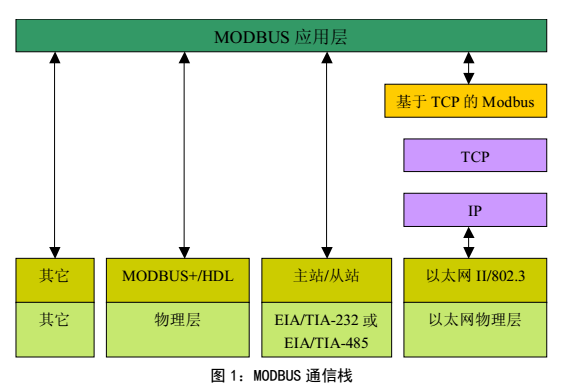 MODBUS 应用层
基于 TCP 的 Modbus
TCP
IP
其它
MODBUS+/HDL
主站/从站
以太网 II/802.3
其它
物理层
EIA/TIA-232 或
EIA/TIA-485
以太网物理层
图 1：MODBUS 通信栈